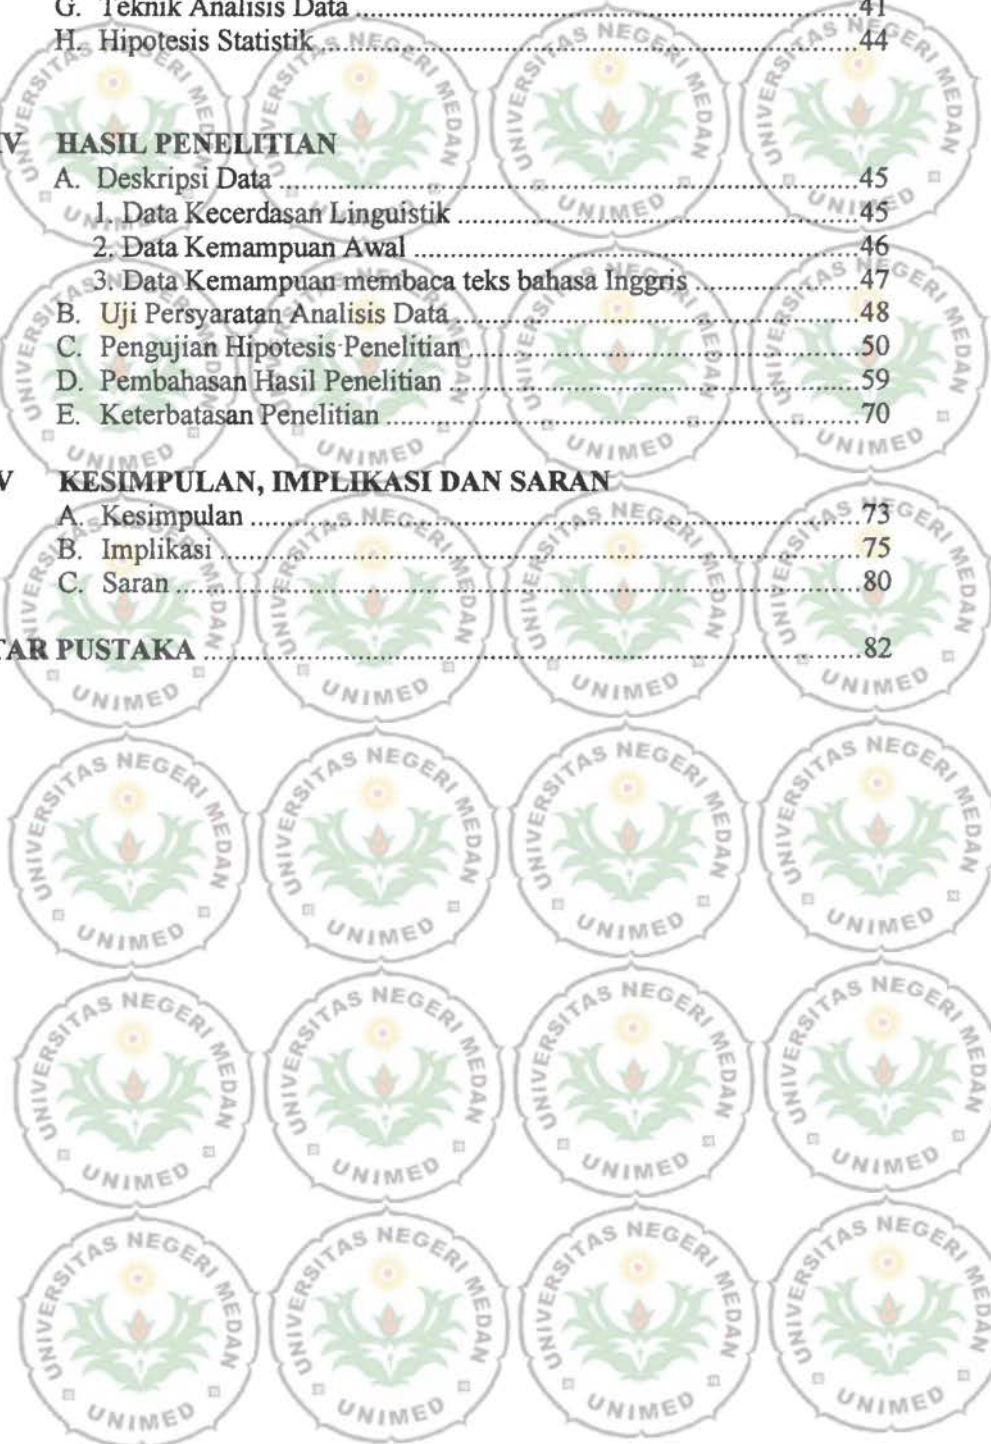 G. Teknik Analisis Data ........ 41
H. Hipotesis Statistik ........ 44
IV HASIL PENELITIAN
A. Deskripsi Data ........ 45
1. Data Kecerdasan Linguistik ........ 45
2. Data Kemampuan Awal ........ 46
3. Data Kemampuan membaca teks bahasa Inggris ........ 47
B. Uji Persyaratan Analisis Data ........ 48
C. Pengujian Hipotesis Penelitian ........ 50
D. Pembahasan Hasil Penelitian ........ 59
E. Keterbatasan Penelitian ........ 70
V KESIMPULAN, IMPLIKASI DAN SARAN
A. Kesimpulan ........ 73
B. Implikasi ........ 75
C. Saran ........ 80
TAR PUSTAKA ........ 82
UNIVERSITAS NEGERI MEDAN
UNIMED